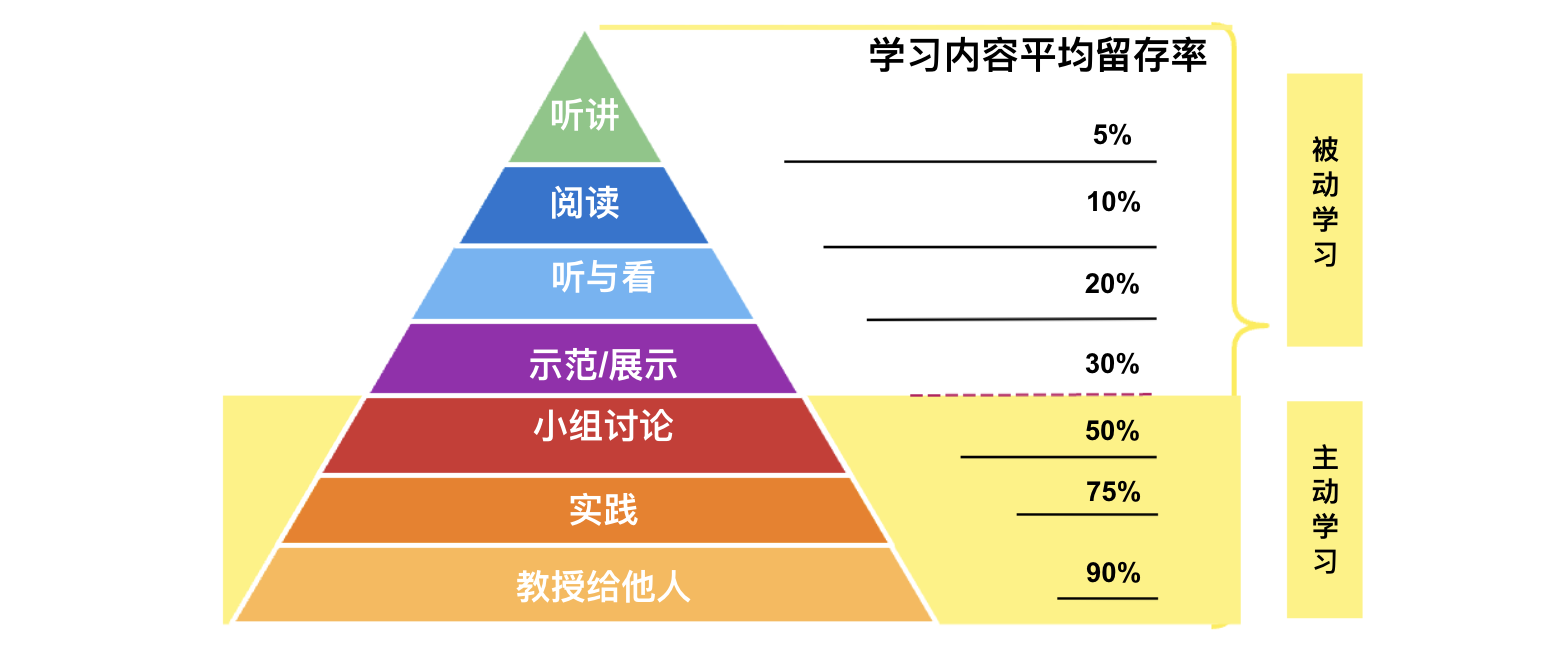 学习内容平均留存率
听讲
5%
阅读
10%
听与看
20%
示范/展示
30%
小组讨论
50%
实践
75%
教授给他人
90%
被动学习
主动学习